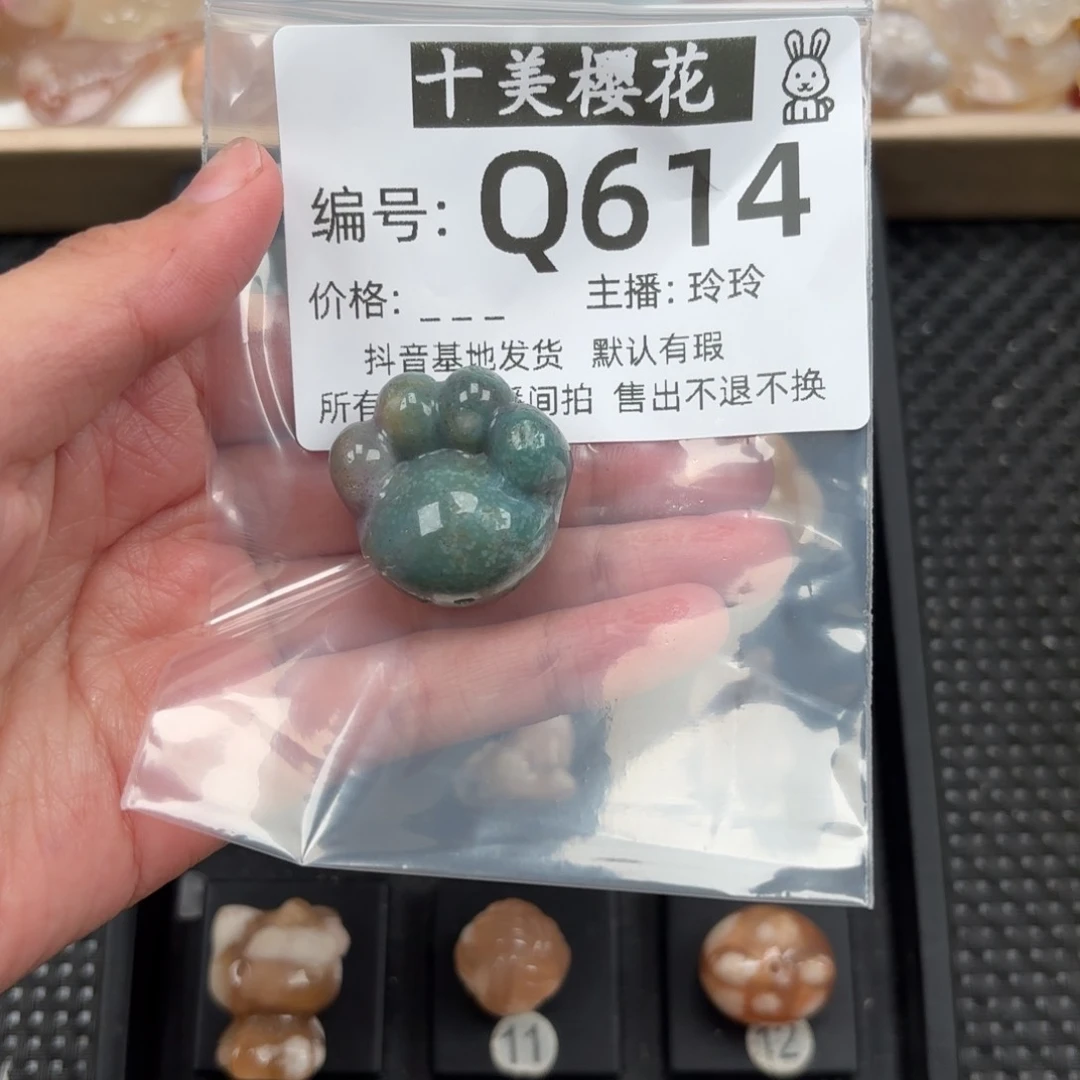 十美樱花
编号: Q614
价格: _ _ _ 主播: 玲玲
抖音基地发货 默认有瑕
所有 间拍 售出不退不换
11
12